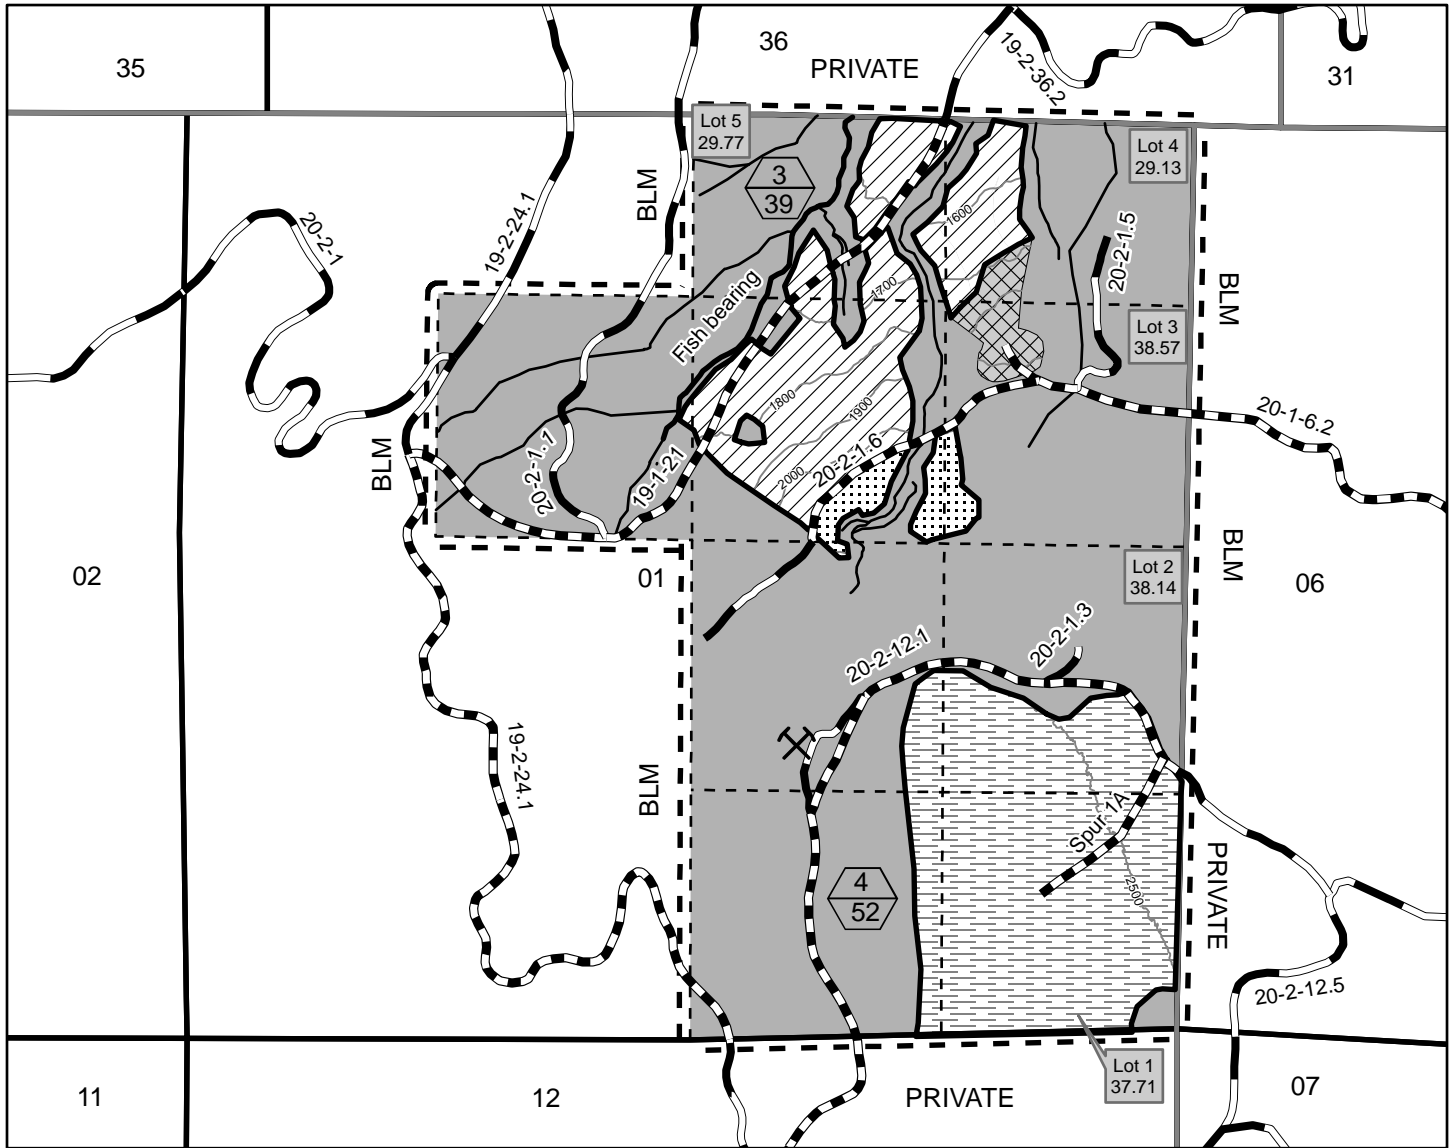 35
36
PRIVATE
31
19-2-36.2
Lot 5
29.77
Lot 4
29.13
3
39
BLM
19-2-24.1
20-2-1
1600
20-2-1.5
BLM
1700
Fish bearing
Lot 3
38.57
1800
1900
20-1-6.2
BLM
20-2-1.1
19-1-21
2000
20-2-1.6
BLM
02
01
Lot 2
38.14
06
20-2-1.3
20-2-12.1
19-2-24.1
BLM
Spur 1A
PRIVATE
4
52
2500
20-2-12.5
Lot 1
37.71
11
12
PRIVATE
07